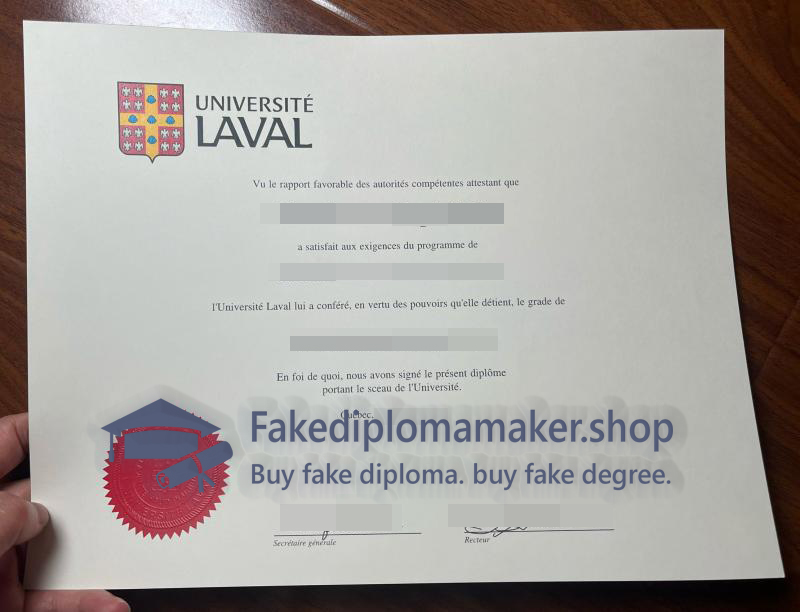 UNIVERSITÉ
LAVAL
Vu le rapport favorable des autorités compétentes attestant que
a satisfait aux exigences du programme de
l'Université Laval lui a conféré, en vertu des pouvoirs qu'elle détient, le grade de
En foi de quoi, nous avons signé le présent diplôme
portant le sceau de l'Université.
Québec.
Fakediplomamaker.shop
Buy fake diploma. buy fake degree.
Secrétaire générale
Recteur